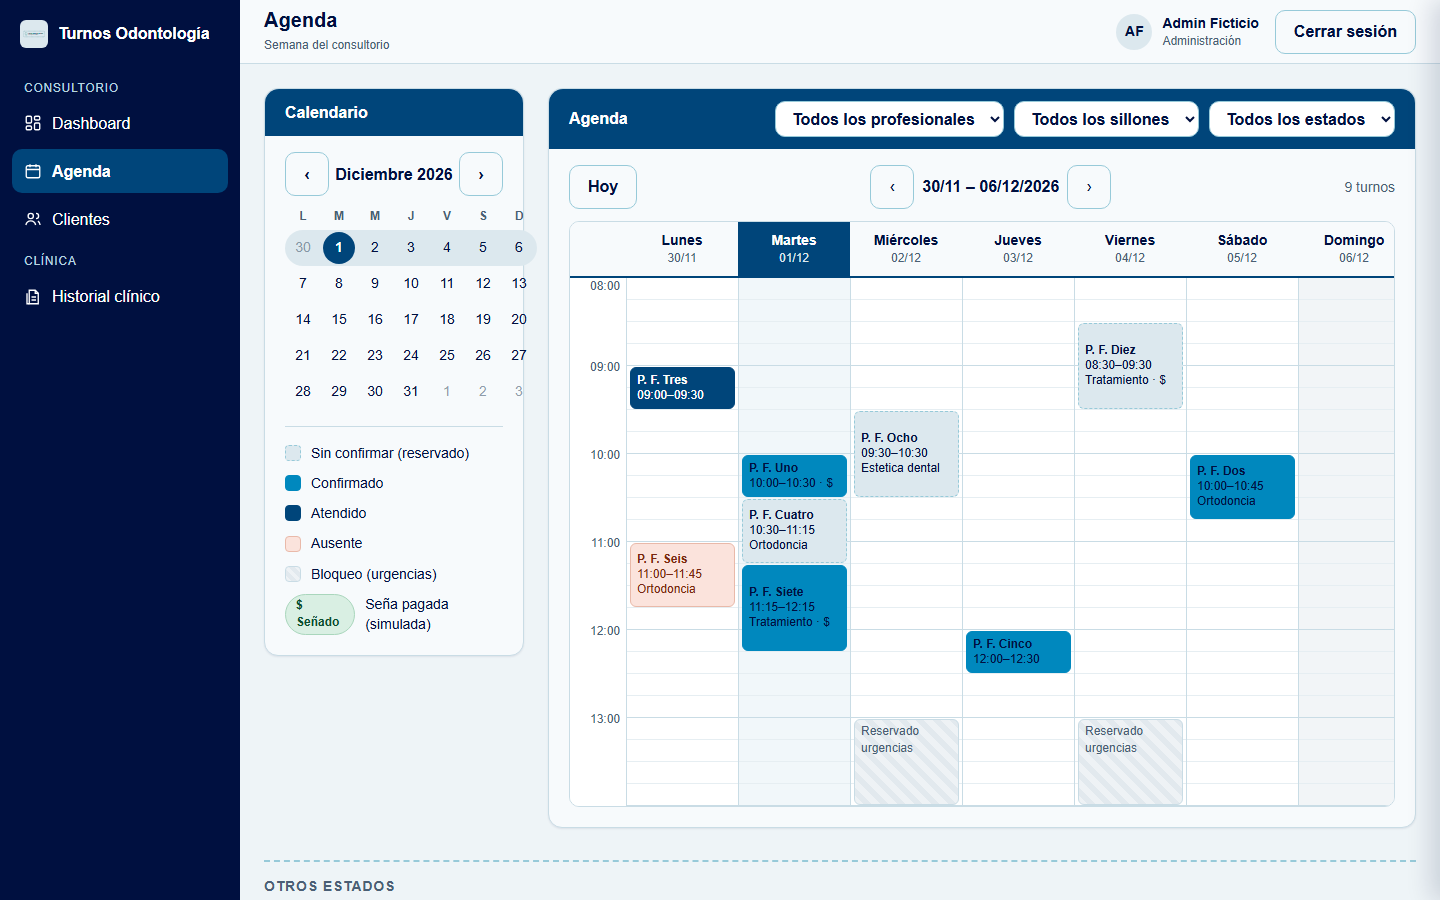 Turnos Odontología
CONSULTORIO
Dashboard
Agenda
Clientes
CLÍNICA
Historial clínico
Agenda
Semana del consultorio
AF
Admin Ficticio
Administración
Cerrar sesión
Calendario
‹ Diciembre 2026 ›
L M M J V S D
30 1 2 3 4 5 6
7 8 9 10 11 12 13
14 15 16 17 18 19 20
21 22 23 24 25 26 27
28 29 30 31 1 2 3
Sin confirmar (reservado)
Confirmado
Atendido
Ausente
Bloqueo (urgencias)
$
Señado
Seña pagada
(simulada)
Agenda
Todos los profesionales
Todos los sillones
Todos los estados
Hoy
‹ 30/11 – 06/12/2026 ›
9 turnos
Lunes
30/11
Martes
01/12
Miércoles
02/12
Jueves
03/12
Viernes
04/12
Sábado
05/12
Domingo
06/12
08:00
09:00
10:00
11:00
12:00
13:00
P. F. Tres
09:00–09:30
P. F. Seis
11:00–11:45
Ortodoncia
P. F. Uno
10:00–10:30 · $
P. F. Cuatro
10:30–11:15
Ortodoncia
P. F. Siete
11:15–12:15
Tratamiento · $
P. F. Ocho
09:30–10:30
Estetica dental
Reservado
urgencias
P. F. Cinco
12:00–12:30
P. F. Diez
08:30–09:30
Tratamiento · $
Reservado
urgencias
P. F. Dos
10:00–10:45
Ortodoncia
OTROS ESTADOS